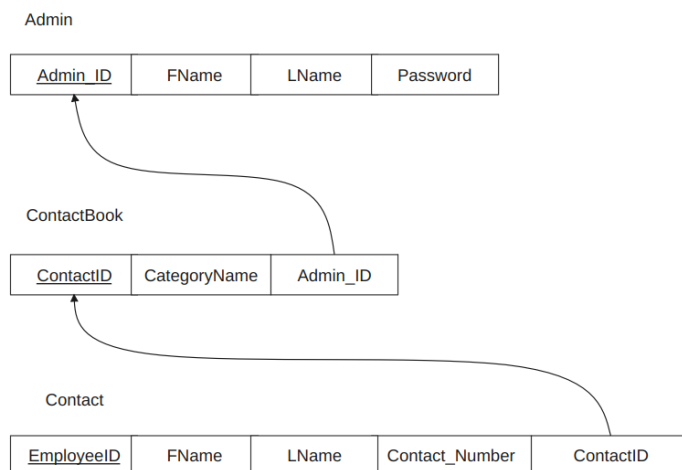 Admin
Admin_ID FName LName Password
ContactBook
ContactID CategoryName Admin_ID
Contact
EmployeeID FName LName Contact_Number ContactID